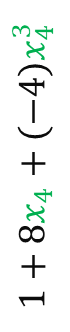 1 + 8x₄ + (−4)x₄³